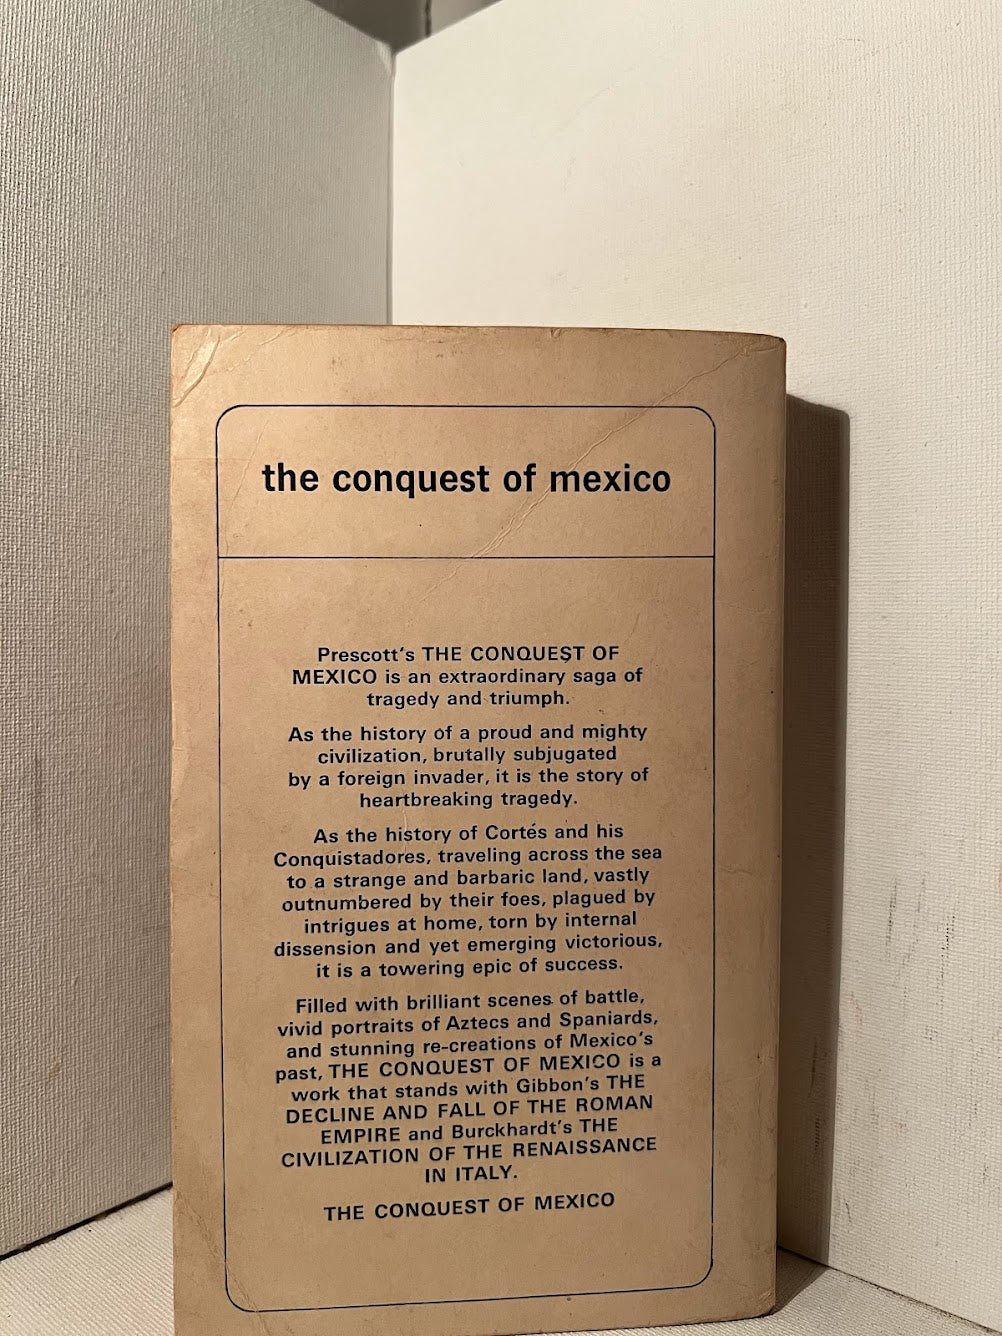 the conquest of mexico
Prescott's THE CONQUEST OF
MEXICO is an extraordinary saga of
tragedy and triumph.
As the history of a proud and mighty
civilization, brutally subjugated
by a foreign invader, it is the story of
heartbreaking tragedy.
As the history of Cortés and his
Conquistadores, traveling across the sea
to a strange and barbaric land, vastly
outnumbered by their foes, plagued by
intrigues at home, torn by internal
dissension and yet emerging victorious,
it is a towering epic of success.
Filled with brilliant scenes of battle,
vivid portraits of Aztecs and Spaniards,
and stunning re-creations of Mexico's
past, THE CONQUEST OF MEXICO is a
work that stands with Gibbon's THE
DECLINE AND FALL OF THE ROMAN
EMPIRE and Burckhardt's THE
CIVILIZATION OF THE RENAISSANCE
IN ITALY.
THE CONQUEST OF MEXICO